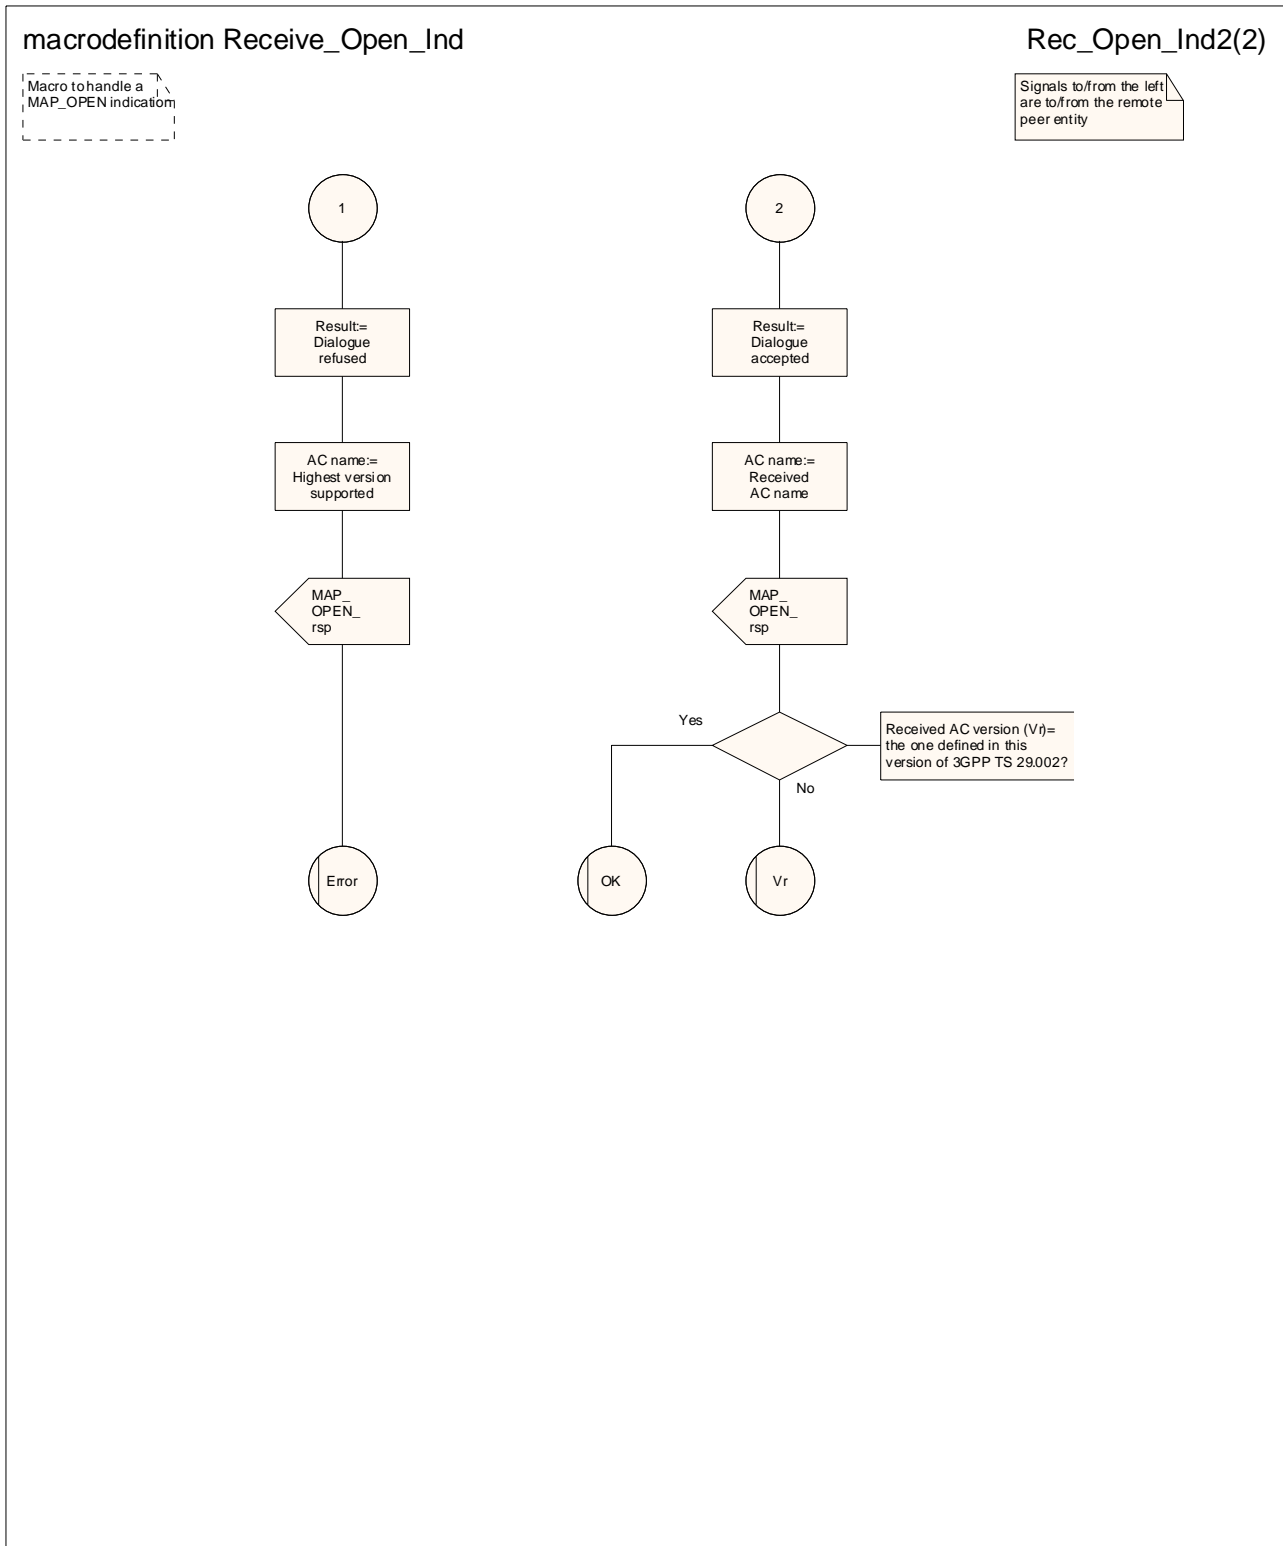 macrodefinition Receive_Open_Ind
Rec_Open_Ind2(2)
Macro to handle a
MAP_OPEN indication
Signals to/from the left
are to/from the remote
peer entity
1
2
Result:=
Dialogue
refused
Result:=
Dialogue
accepted
AC name:=
Highest version
supported
AC name:=
Received
AC name
MAP_
OPEN_
rsp
MAP_
OPEN_
rsp
Yes
Received AC version (Vr)=
the one defined in this
version of 3GPP TS 29.002?
No
Error
OK
Vr